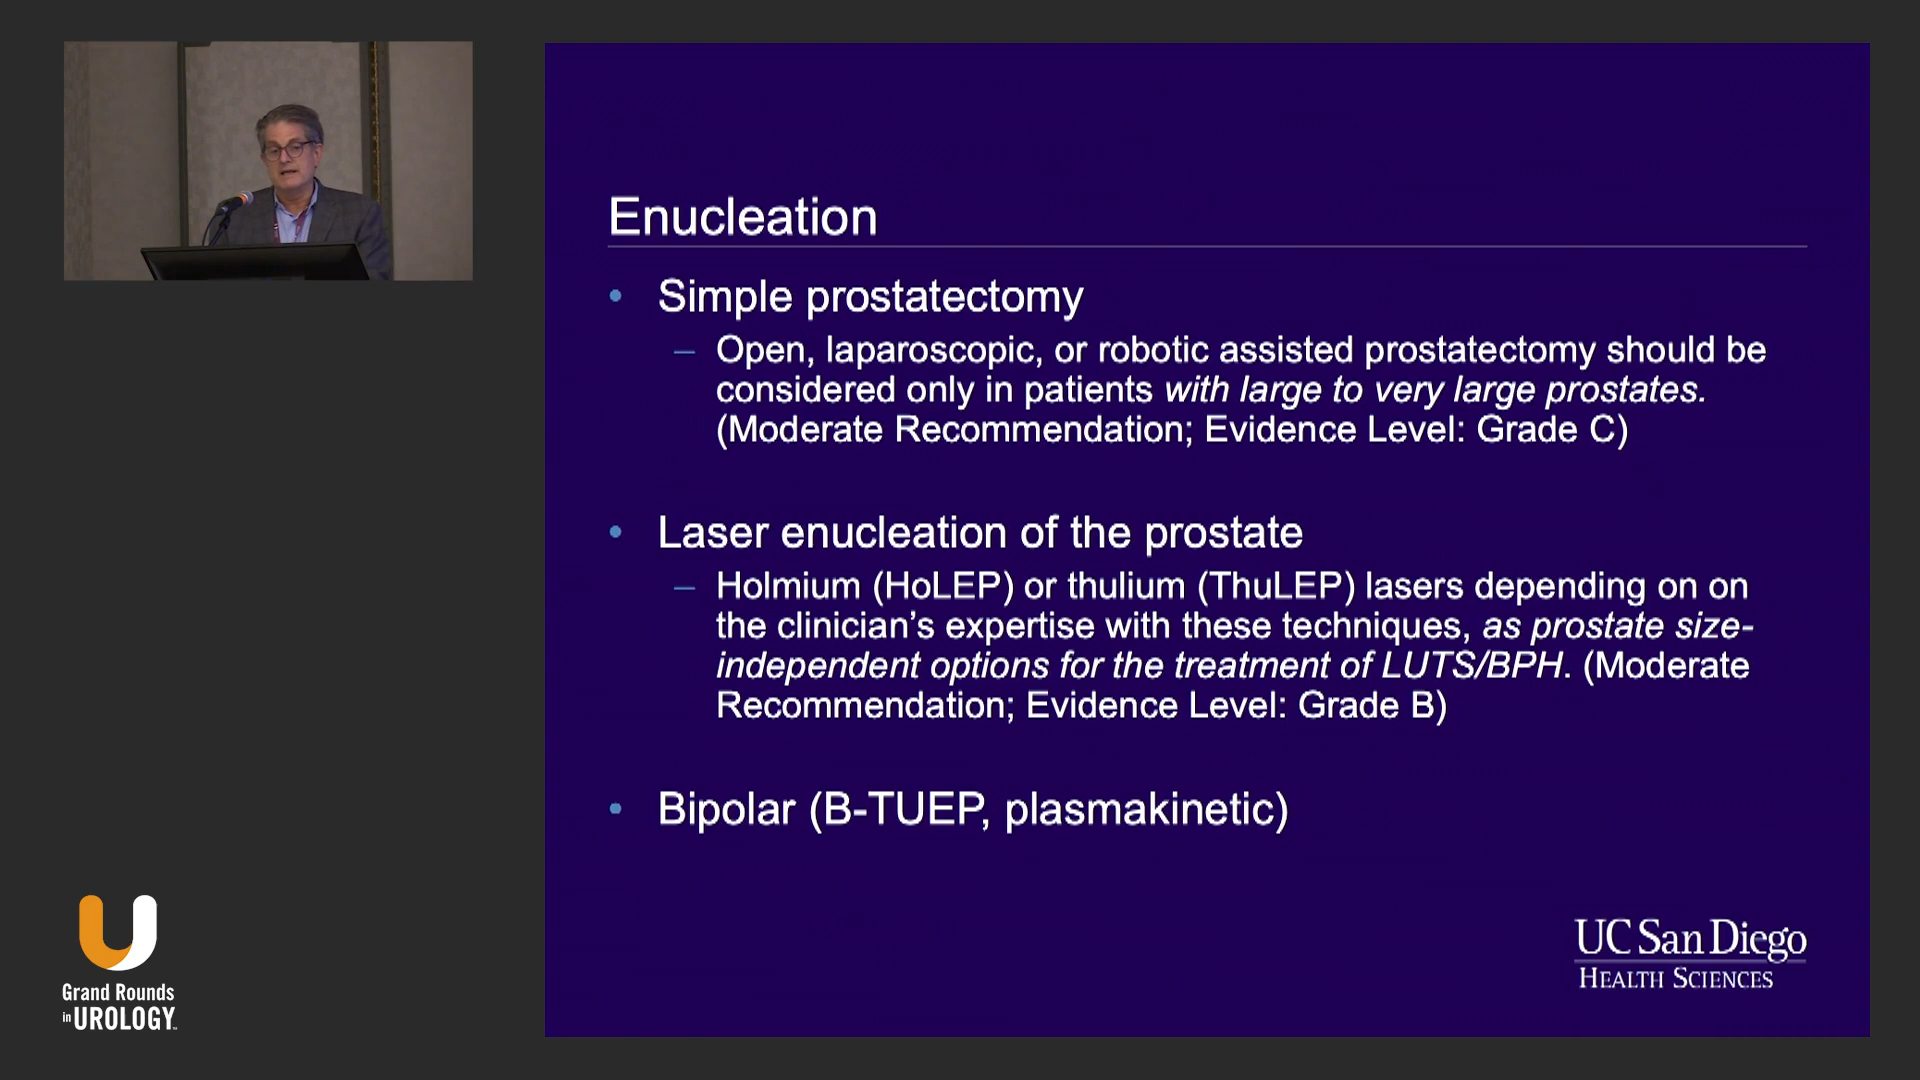 Enucleation
• Simple prostatectomy
– Open, laparoscopic, or robotic assisted prostatectomy should be
considered only in patients with large to very large prostates.
(Moderate Recommendation; Evidence Level: Grade C)
• Laser enucleation of the prostate
– Holmium (HoLEP) or thulium (ThuLEP) lasers depending on on
the clinician’s expertise with these techniques, as prostate size-
independent options for the treatment of LUTS/BPH. (Moderate
Recommendation; Evidence Level: Grade B)
• Bipolar (B-TUEP, plasmakinetic)
UC San Diego
HEALTH SCIENCES
Grand Rounds
in UROLOGY™